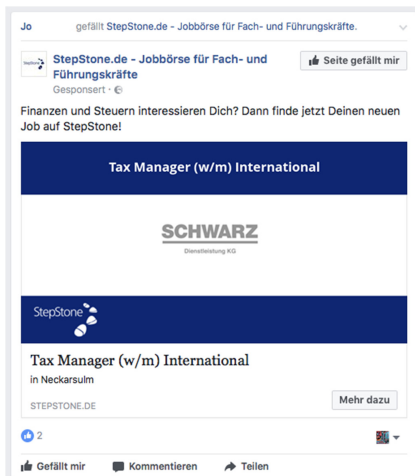 Jo gefällt StepStone.de - Jobbörse für Fach- und Führungskräfte.
StepStone.de - Jobbörse für Fach- und
Führungskräfte
Seite gefällt mir
Gesponsert ·
Finanzen und Steuern interessieren Dich? Dann finde jetzt Deinen neuen
Job auf StepStone!
Tax Manager (w/m) International
SCHWARZ
Dienstleistung KG
StepStone
Tax Manager (w/m) International
in Neckarsulm
STEPSTONE.DE
Mehr dazu
2
Gefällt mir Kommentieren Teilen